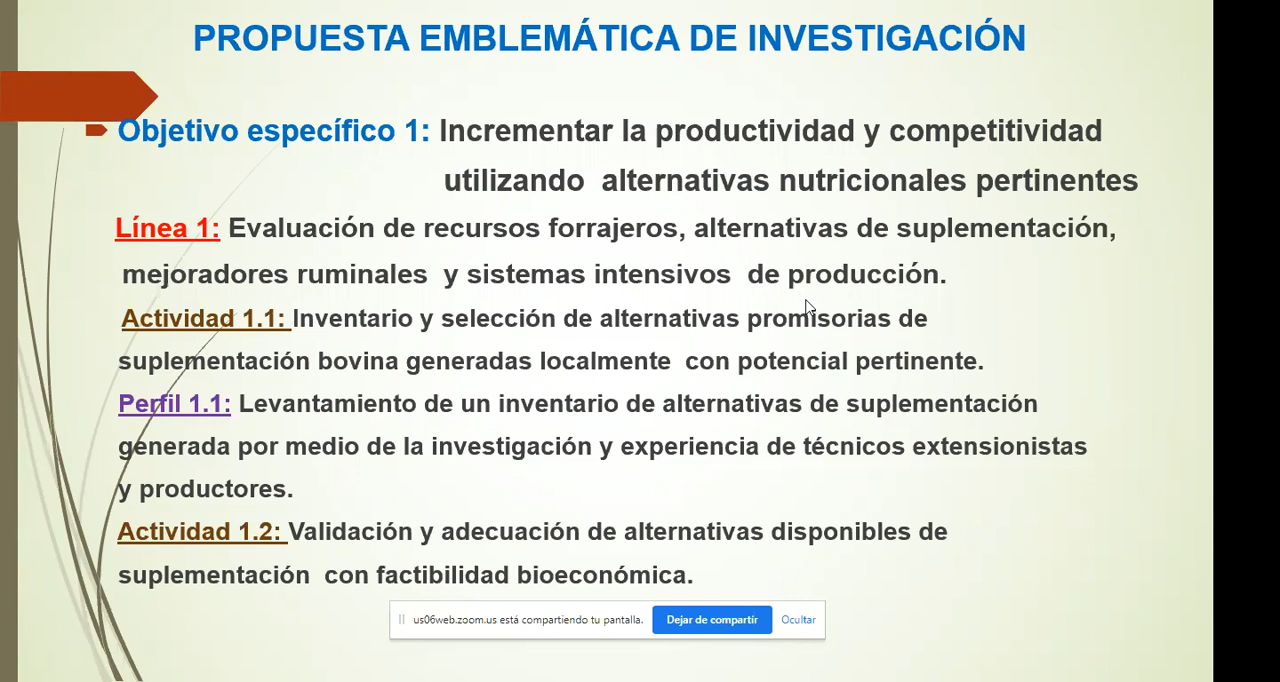 PROPUESTA EMBLEMÁTICA DE INVESTIGACIÓN
Objetivo específico 1: Incrementar la productividad y competitividad
utilizando alternativas nutricionales pertinentes
Línea 1: Evaluación de recursos forrajeros, alternativas de suplementación,
mejoradores ruminales y sistemas intensivos de producción.
Actividad 1.1: Inventario y selección de alternativas promisorias de
suplementación bovina generadas localmente con potencial pertinente.
Perfil 1.1: Levantamiento de un inventario de alternativas de suplementación
generada por medio de la investigación y experiencia de técnicos extensionistas
y productores.
Actividad 1.2: Validación y adecuación de alternativas disponibles de
suplementación con factibilidad bioeconómica.
us06web.zoom.us está compartiendo tu pantalla. Dejar de compartir Ocultar